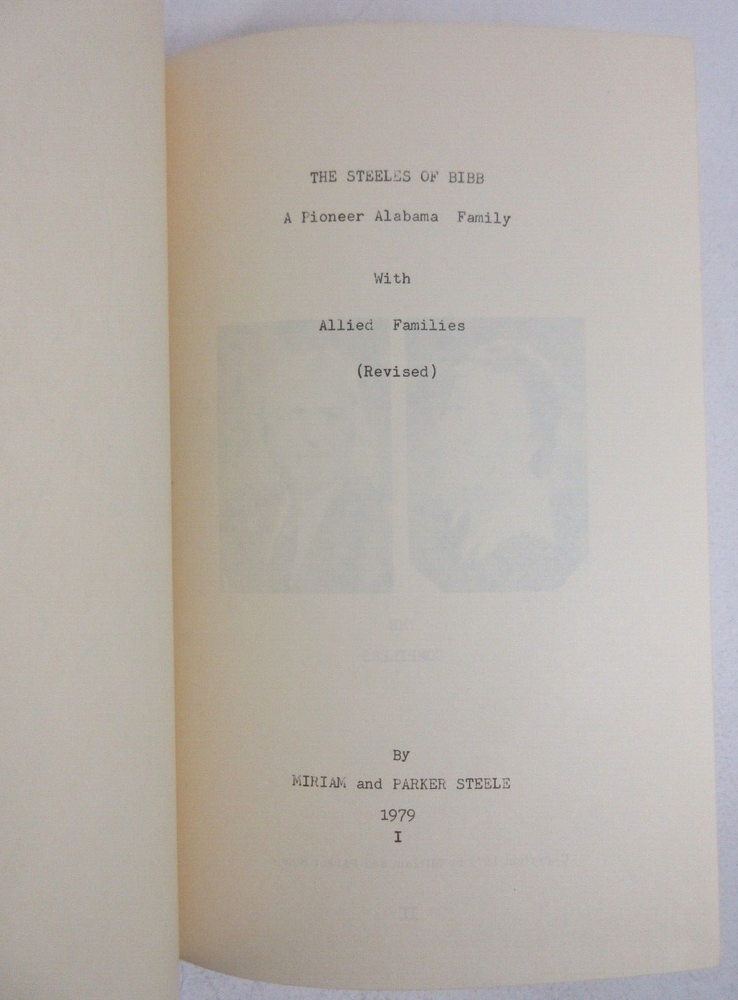 THE STEELES OF BIBB
A Pioneer Alabama Family
With
Allied Families
(Revised)
By
MIRIAM and PARKER STEELE
1979
I